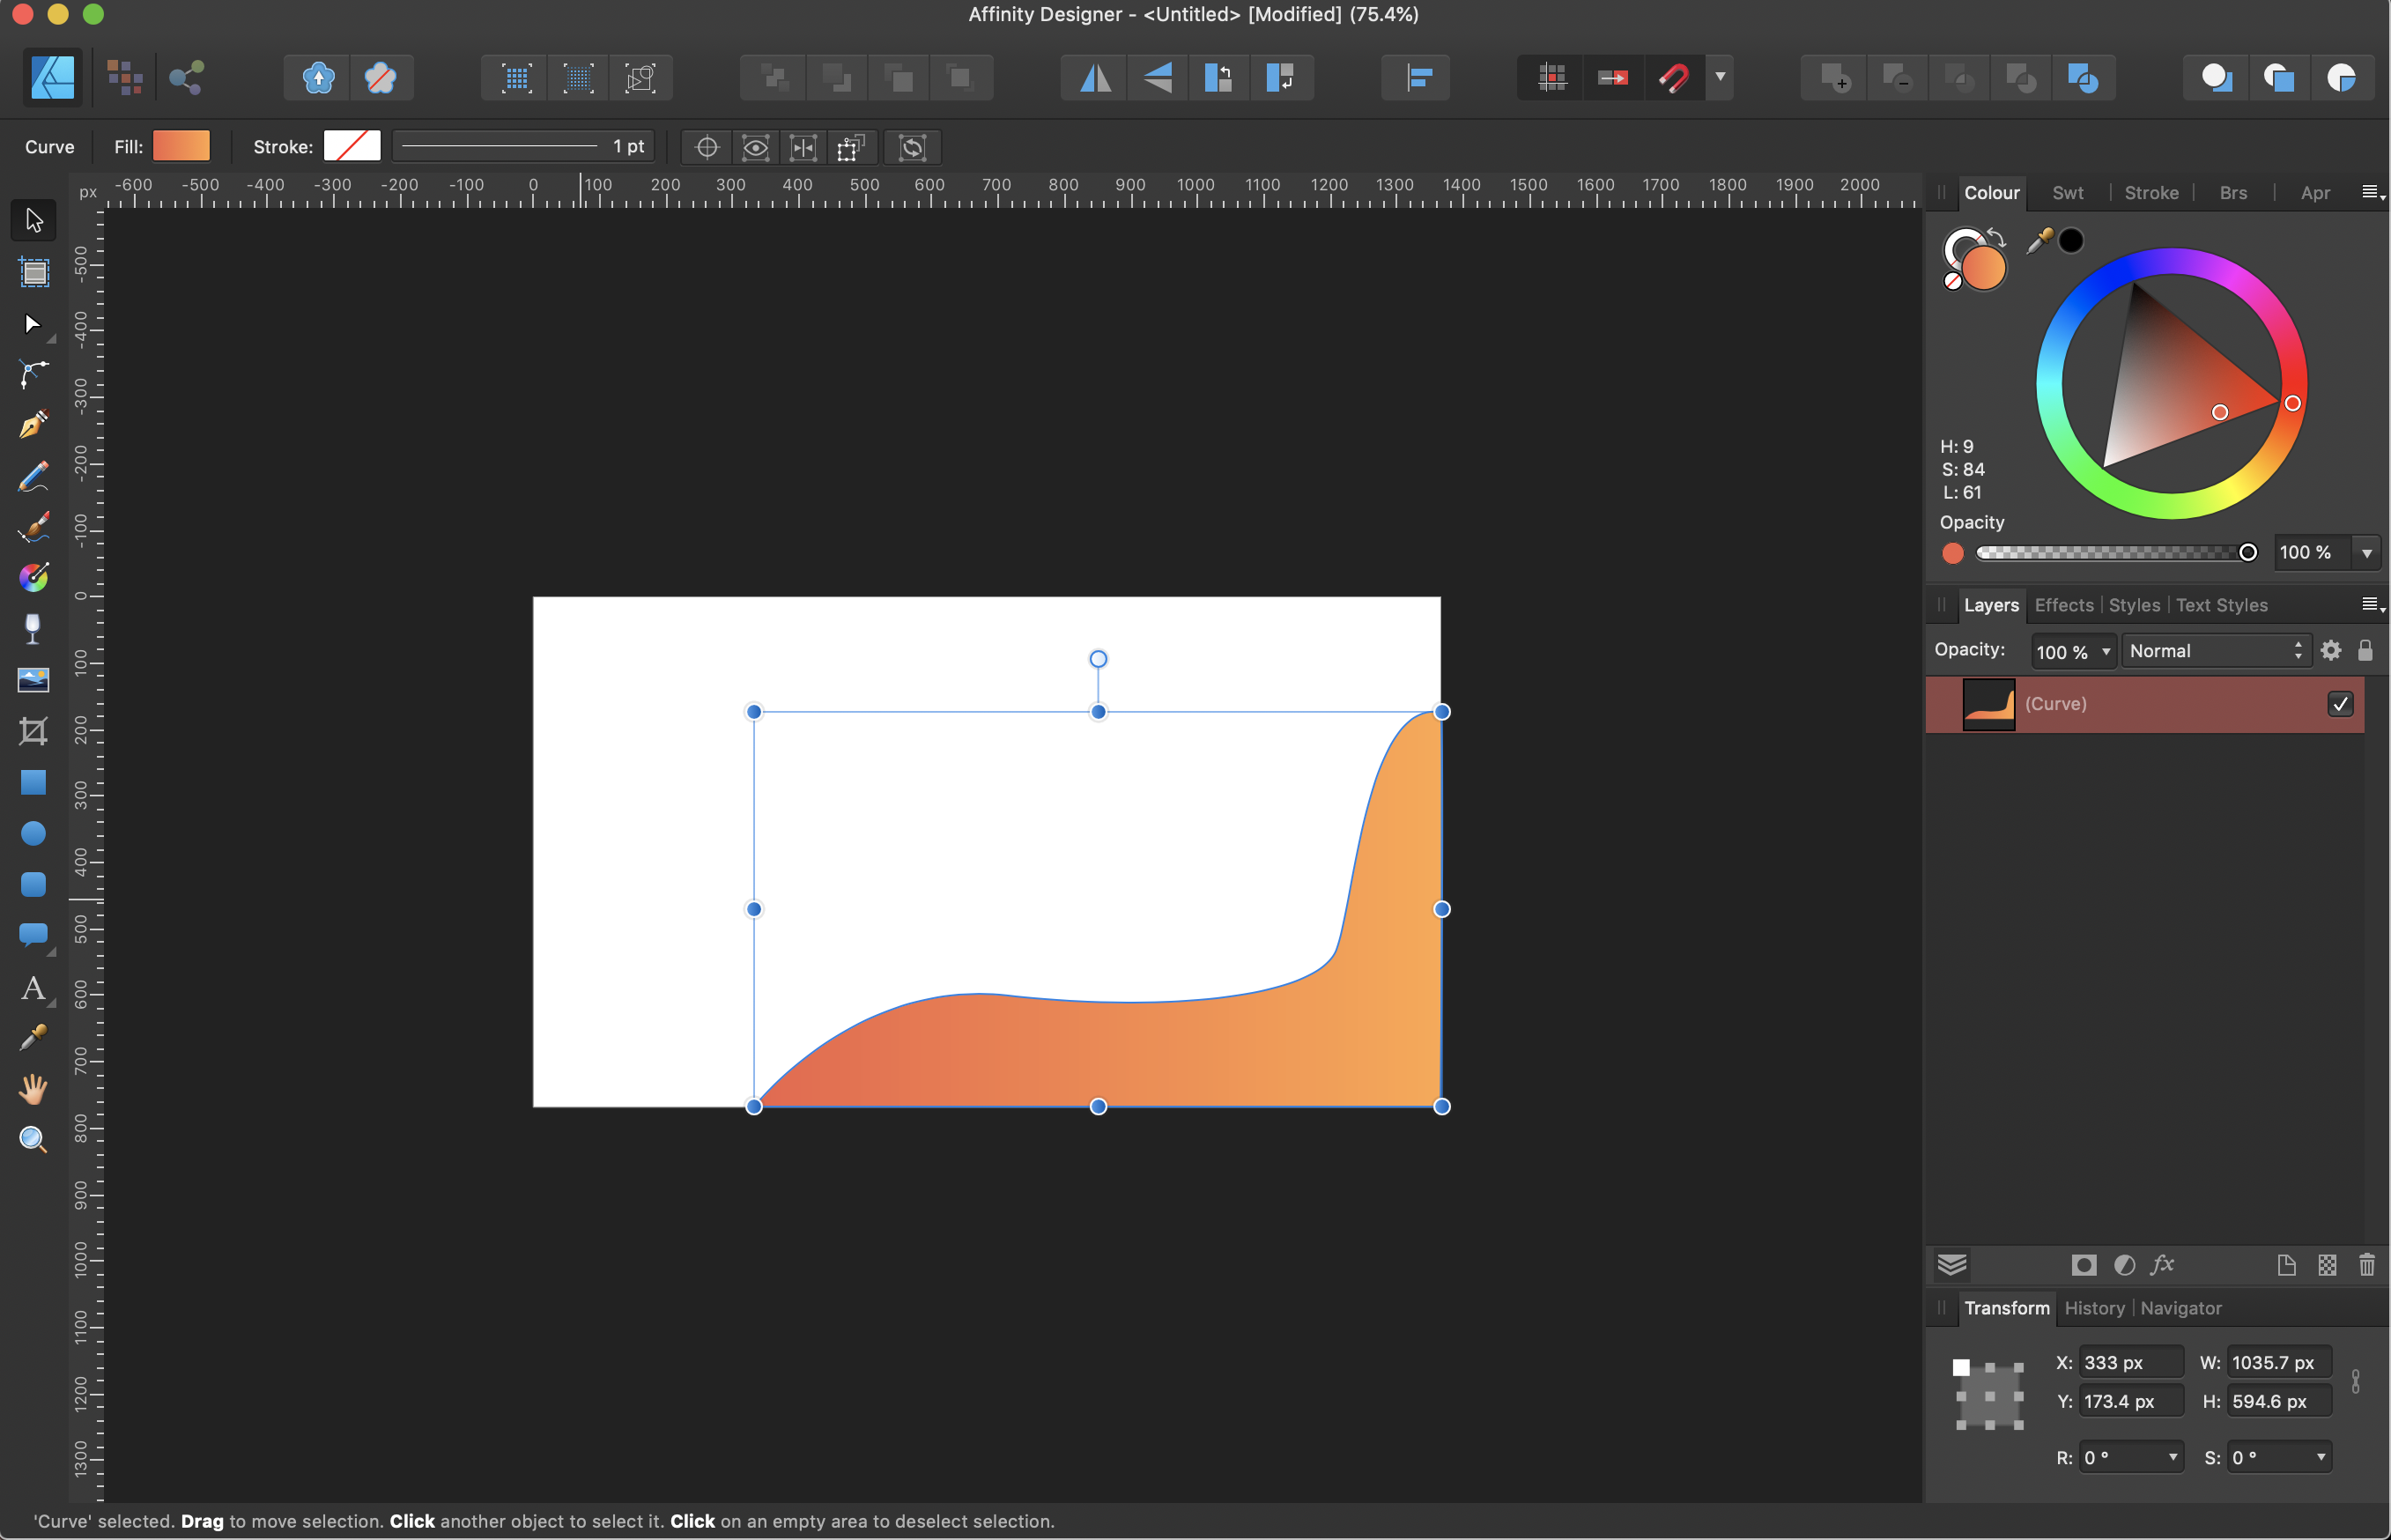 Affinity Designer - <Untitled> [Modified] (75.4%)
Curve Fill: Stroke: 1 pt
px -600 -500 -400 -300 -200 -100 0 100 200 300 400 500 600 700 800 900 1000 1100 1200 1300 1400 1500 1600 1700 1800 1900 2000
-500
-400
-300
-200
-100
0
100
200
300
400
500
600
700
800
900
1000
1100
1200
1300
Colour Swt Stroke Brs Apr
H: 9
S: 84
L: 61
Opacity
100 %
Layers Effects Styles Text Styles
Opacity: 100 % Normal
(Curve)
fx
Transform History Navigator
X: 333 px W: 1035.7 px
Y: 173.4 px H: 594.6 px
R: 0 ° S: 0 °
A
'Curve' selected. Drag to move selection. Click another object to select it. Click on an empty area to deselect selection.